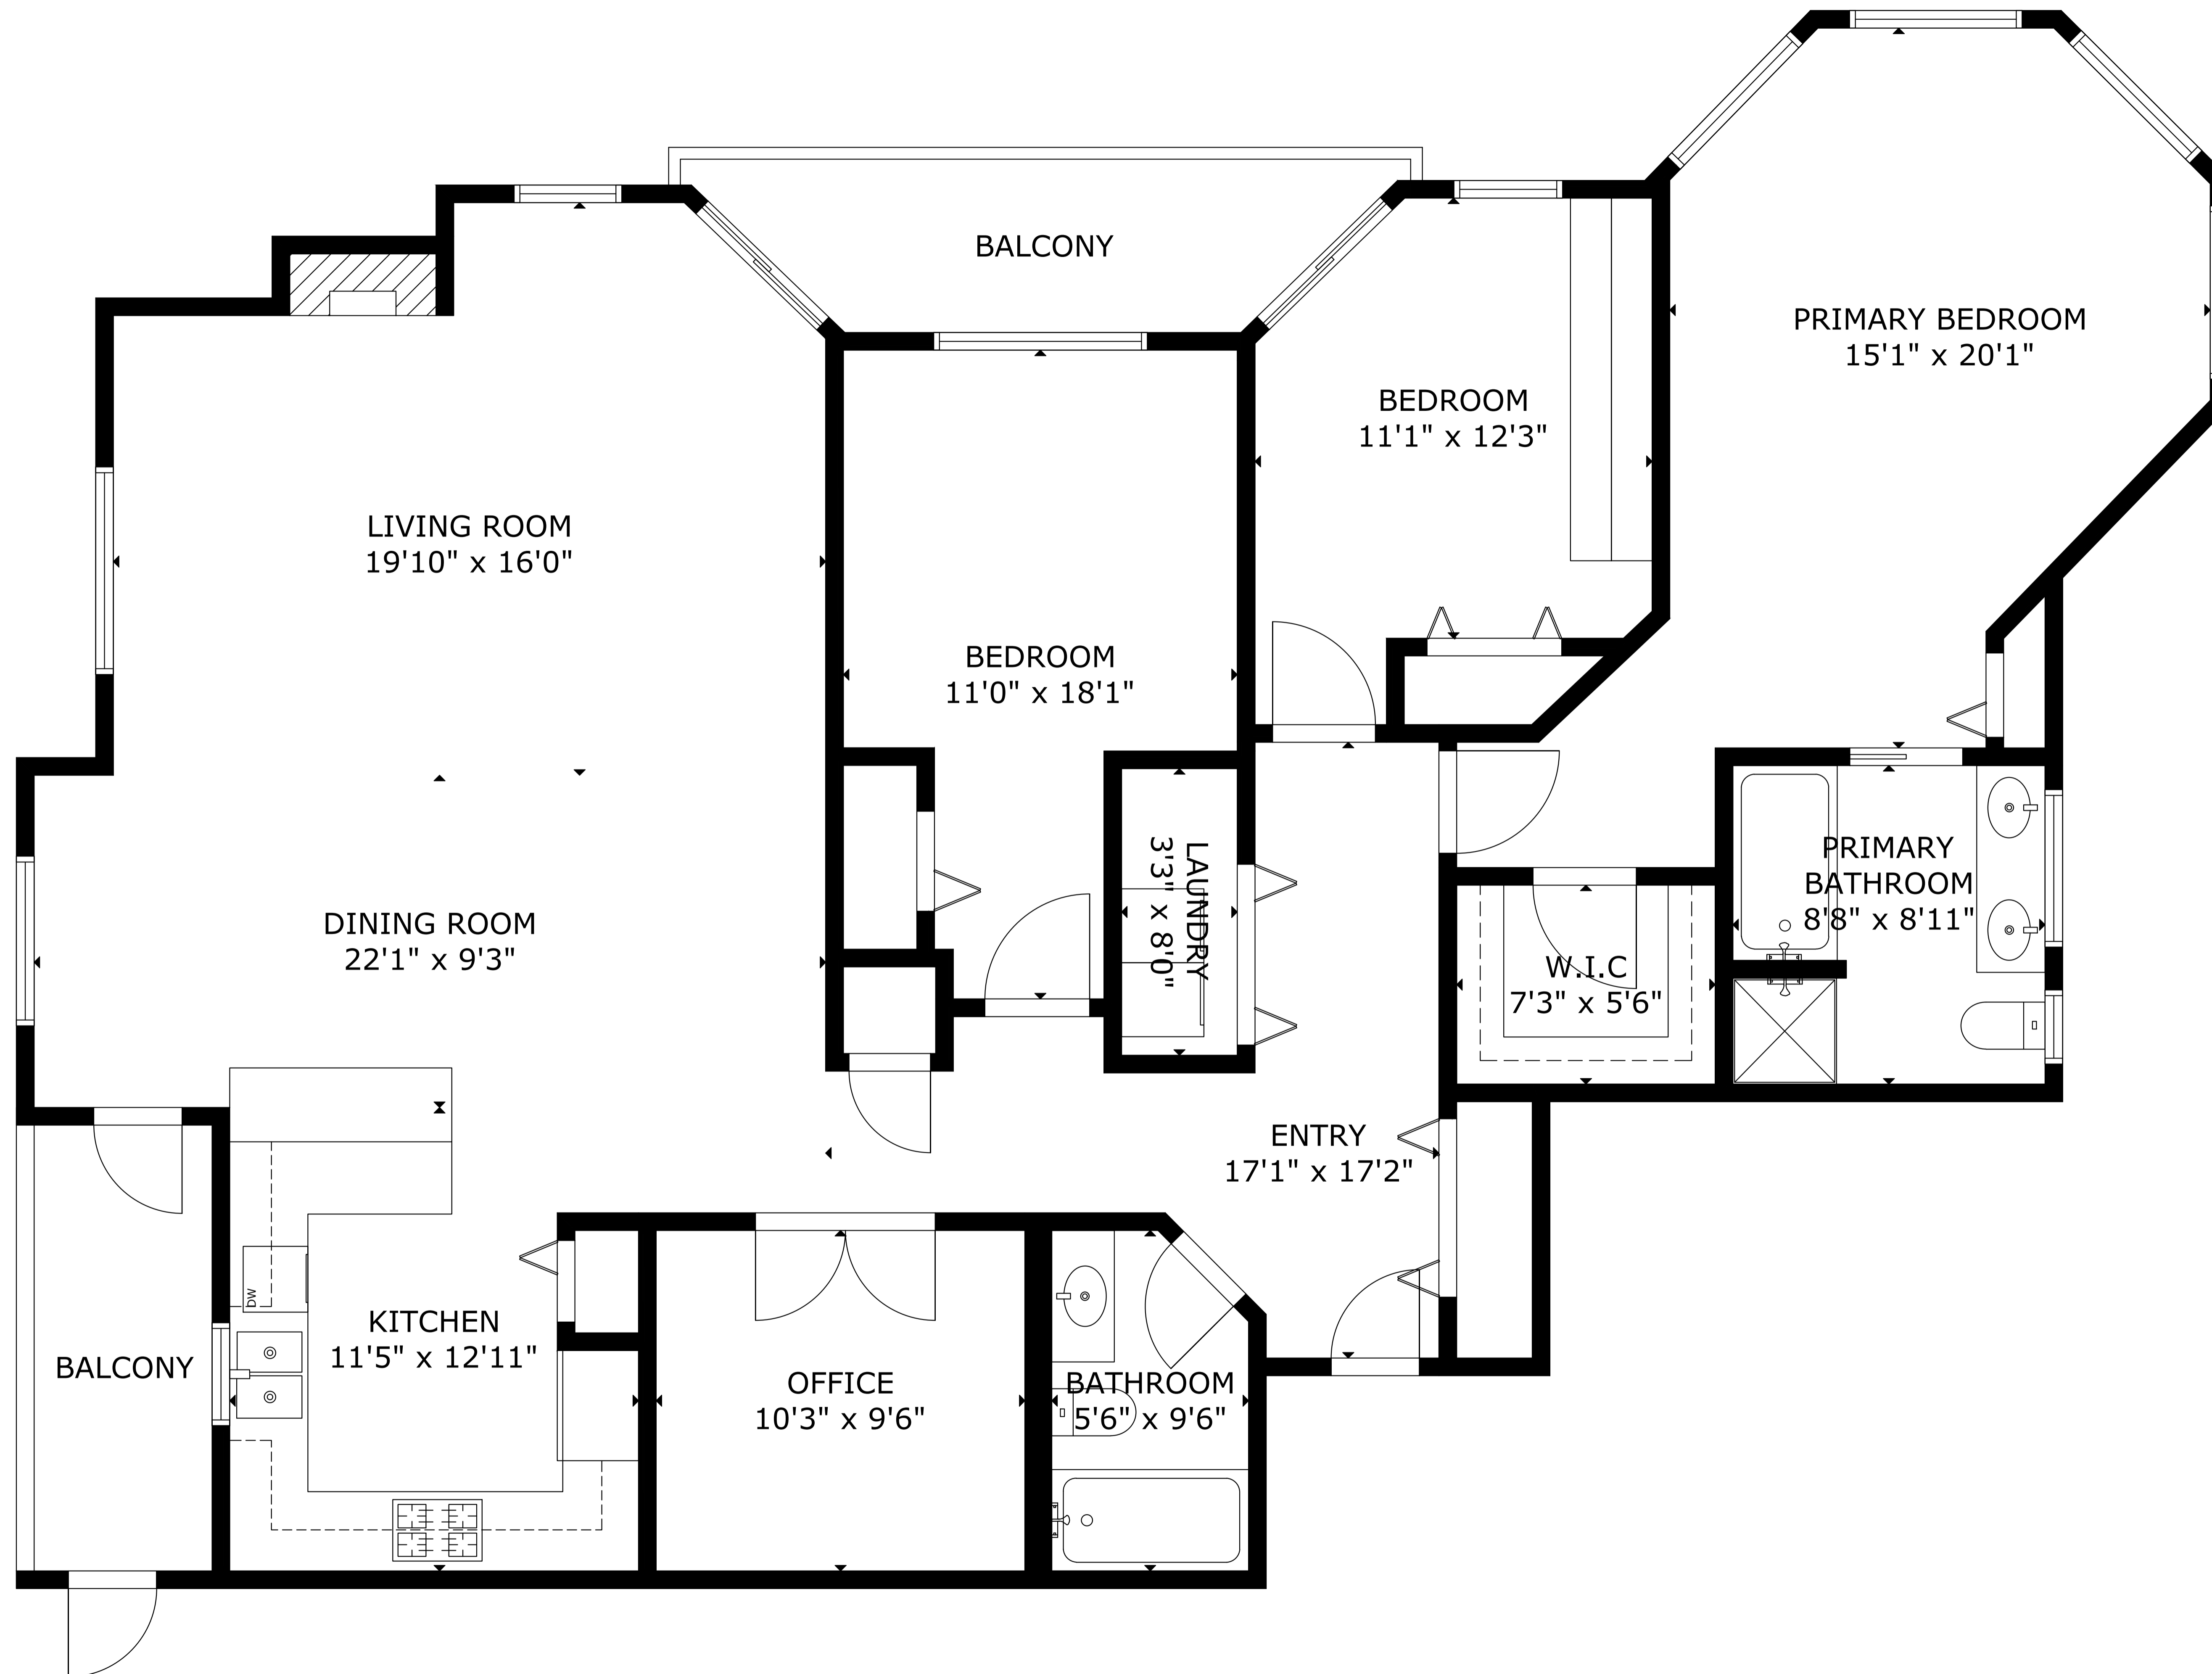 BALCONY
PRIMARY BEDROOM
15'1" x 20'1"
BEDROOM
11'1" x 12'3"
LIVING ROOM
19'10" x 16'0"
BEDROOM
11'0" x 18'1"
LAUNDRY
3'3" x 8'0"
PRIMARY
BATHROOM
8'8" x 8'11"
DINING ROOM
22'1" x 9'3"
W.I.C
7'3" x 5'6"
ENTRY
17'1" x 17'2"
DW
KITCHEN
11'5" x 12'11"
BALCONY
OFFICE
10'3" x 9'6"
BATHROOM
5'6" x 9'6"